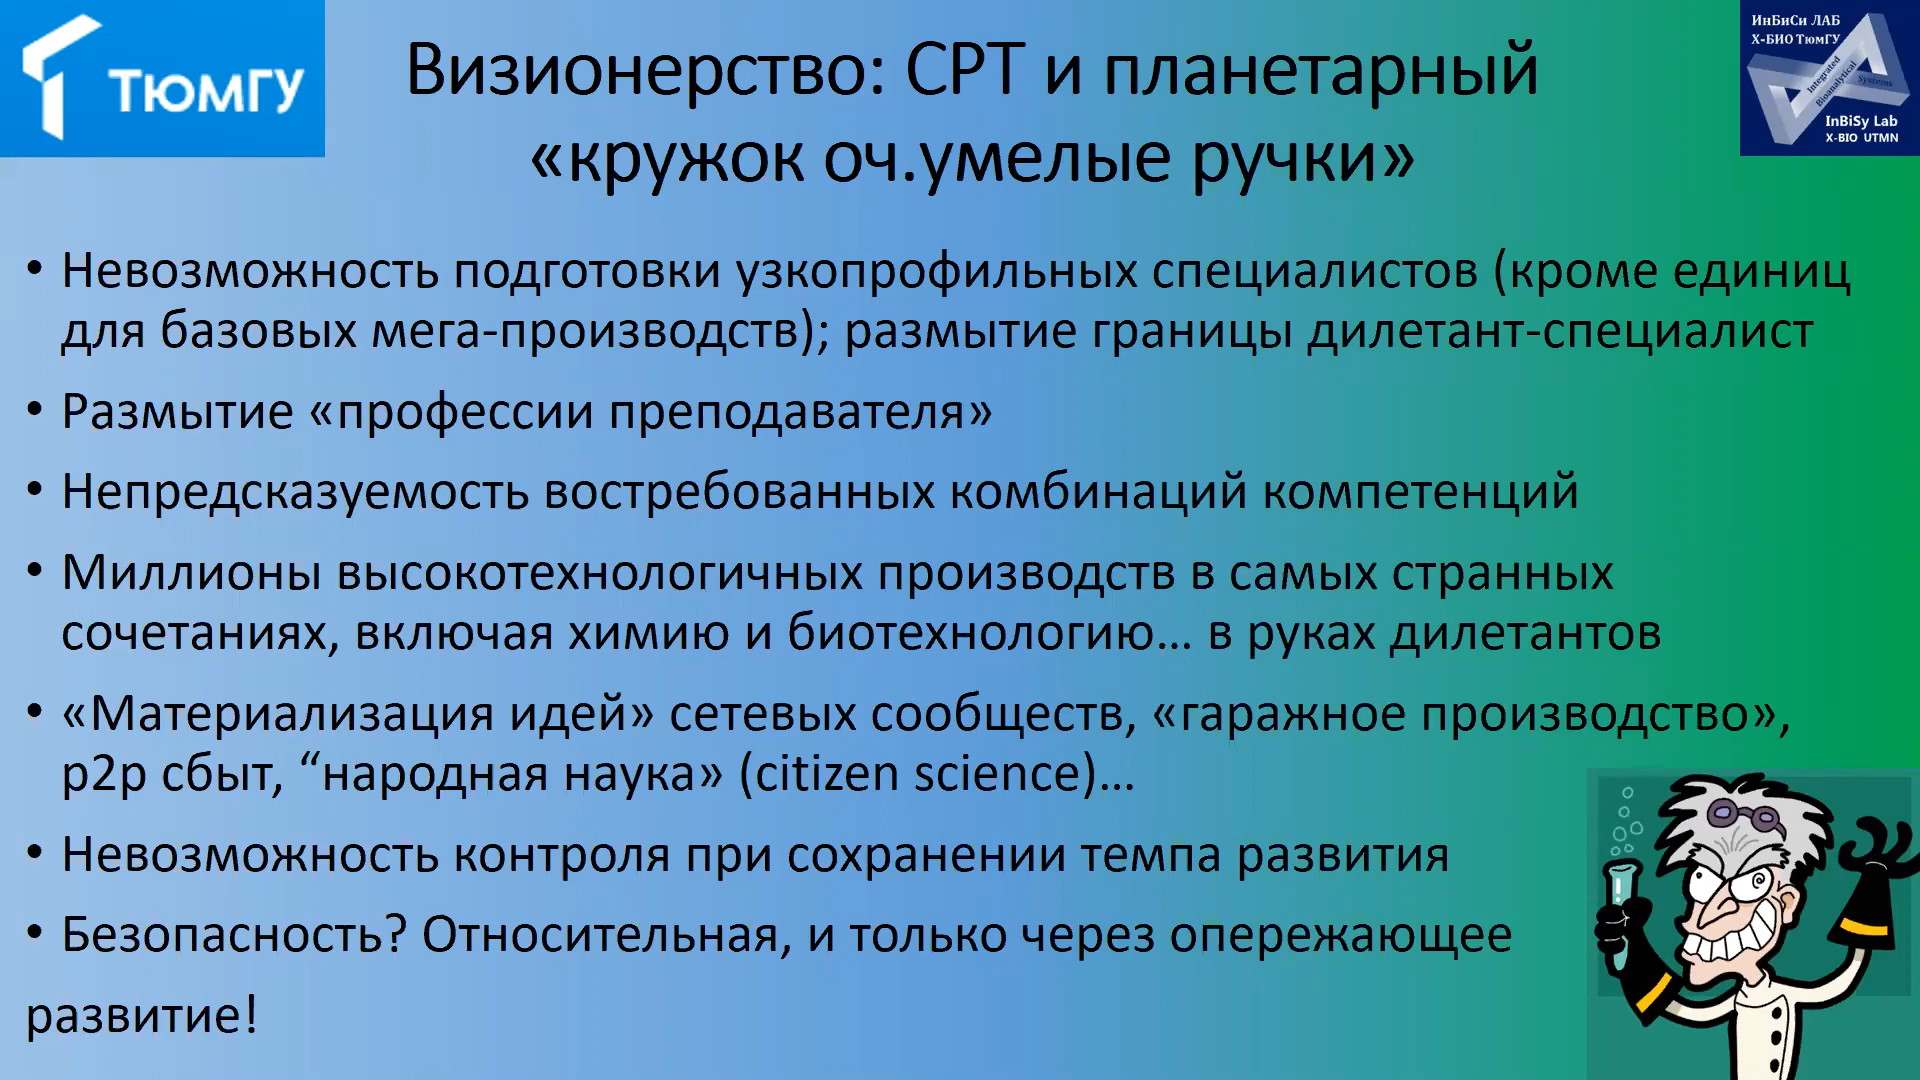 ТЮМГУ
Визионерство: СРТ и планетарный
«кружок оч.умелые ручки»
ИнБиСи ЛАБ
Х-БИО ТюмГУ
Integrated
Bioanalytical
Systems
InBiSy Lab
X-BIO UTMN
• Невозможность подготовки узкопрофильных специалистов (кроме единиц
для базовых мега-производств); размытие границы дилетант-специалист
• Размытие «профессии преподавателя»
• Непредсказуемость востребованных комбинаций компетенций
• Миллионы высокотехнологичных производств в самых странных
сочетаниях, включая химию и биотехнологию… в руках дилетантов
• «Материализация идей» сетевых сообществ, «гаражное производство»,
p2p сбыт, “народная наука» (citizen science)…
• Невозможность контроля при сохранении темпа развития
• Безопасность? Относительная, и только через опережающее
развитие!